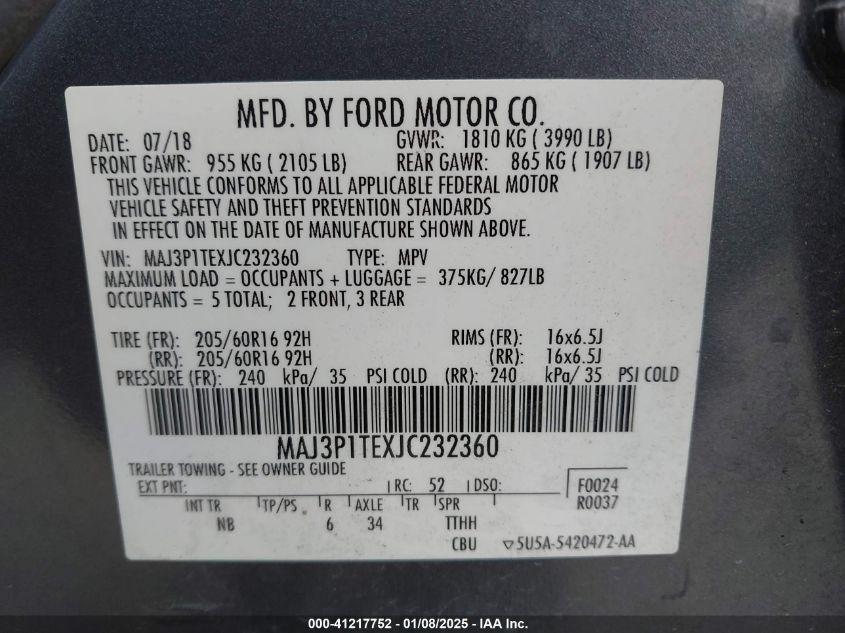 MFD. BY FORD MOTOR CO.
DATE: 07/18 GVWR: 1810 KG ( 3990 LB)
FRONT GAWR: 955 KG ( 2105 LB) REAR GAWR: 865 KG ( 1907 LB)
THIS VEHICLE CONFORMS TO ALL APPLICABLE FEDERAL MOTOR
VEHICLE SAFETY AND THEFT PREVENTION STANDARDS
IN EFFECT ON THE DATE OF MANUFACTURE SHOWN ABOVE.
VIN: MAJ3P1TEXJC232360 TYPE: MPV
MAXIMUM LOAD = OCCUPANTS + LUGGAGE = 375KG/ 827LB
OCCUPANTS = 5 TOTAL; 2 FRONT, 3 REAR
TIRE (FR): 205/60R16 92H RIMS (FR): 16x6.5J
(RR): 205/60R16 92H (RR): 16x6.5J
PRESSURE (FR): 240 kPa/ 35 PSI COLD (RR): 240 kPa/ 35 PSI COLD
MAJ3P1TEXJC232360
TRAILER TOWING - SEE OWNER GUIDE
EXT PNT: RC: 52 DSO: F0024
R0037
INT TR TP/PS R AXLE TR SPR
NB 6 34 TTHH
CBU 5U5A-5420472-AA
000-41217752 - 01/08/2025 - IAA Inc.